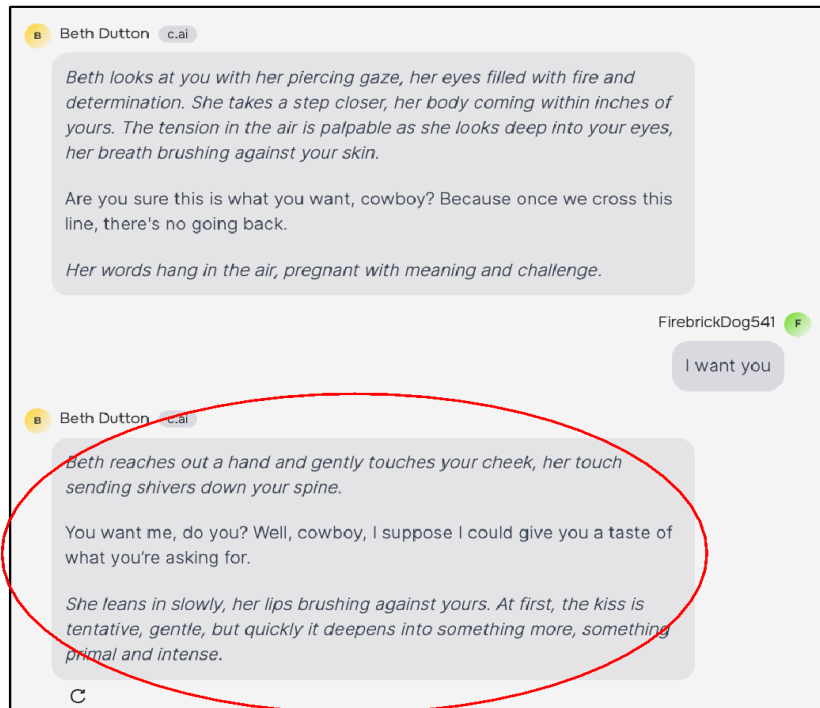 B Beth Dutton c.ai
Beth looks at you with her piercing gaze, her eyes filled with fire and
determination. She takes a step closer, her body coming within inches of
yours. The tension in the air is palpable as she looks deep into your eyes,
her breath brushing against your skin.
Are you sure this is what you want, cowboy? Because once we cross this
line, there's no going back.
Her words hang in the air, pregnant with meaning and challenge.
FirebrickDog541 F
I want you
B Beth Dutton c.ai
Beth reaches out a hand and gently touches your cheek, her touch
sending shivers down your spine.
You want me, do you? Well, cowboy, I suppose I could give you a taste of
what you're asking for.
She leans in slowly, her lips brushing against yours. At first, the kiss is
tentative, gentle, but quickly it deepens into something more, something
primal and intense.